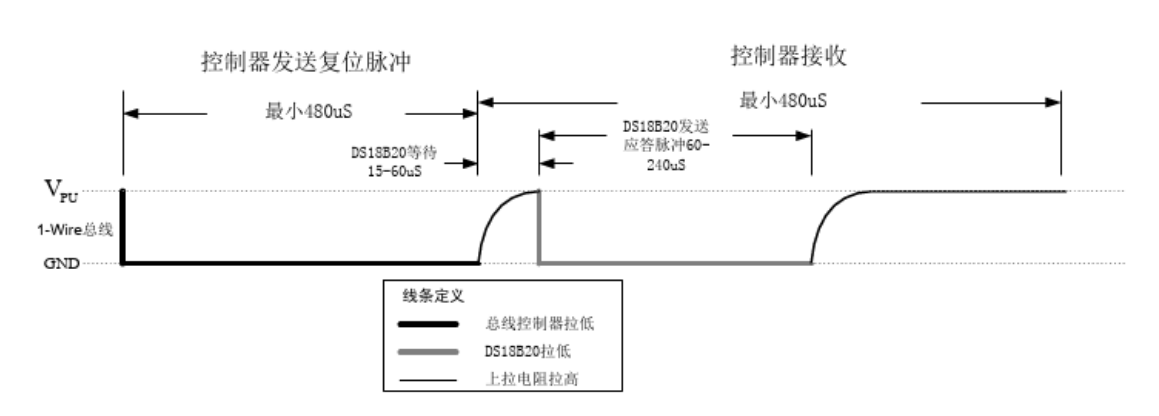 控制器发送复位脉冲
控制器接收
最小480uS
最小480uS
DS18B20等待
15-60uS
DS18B20发送
应答脉冲60-
240uS
VPU
1-Wire总线
GND
线条定义
总线控制器拉低
DS18B20拉低
上拉电阻拉高